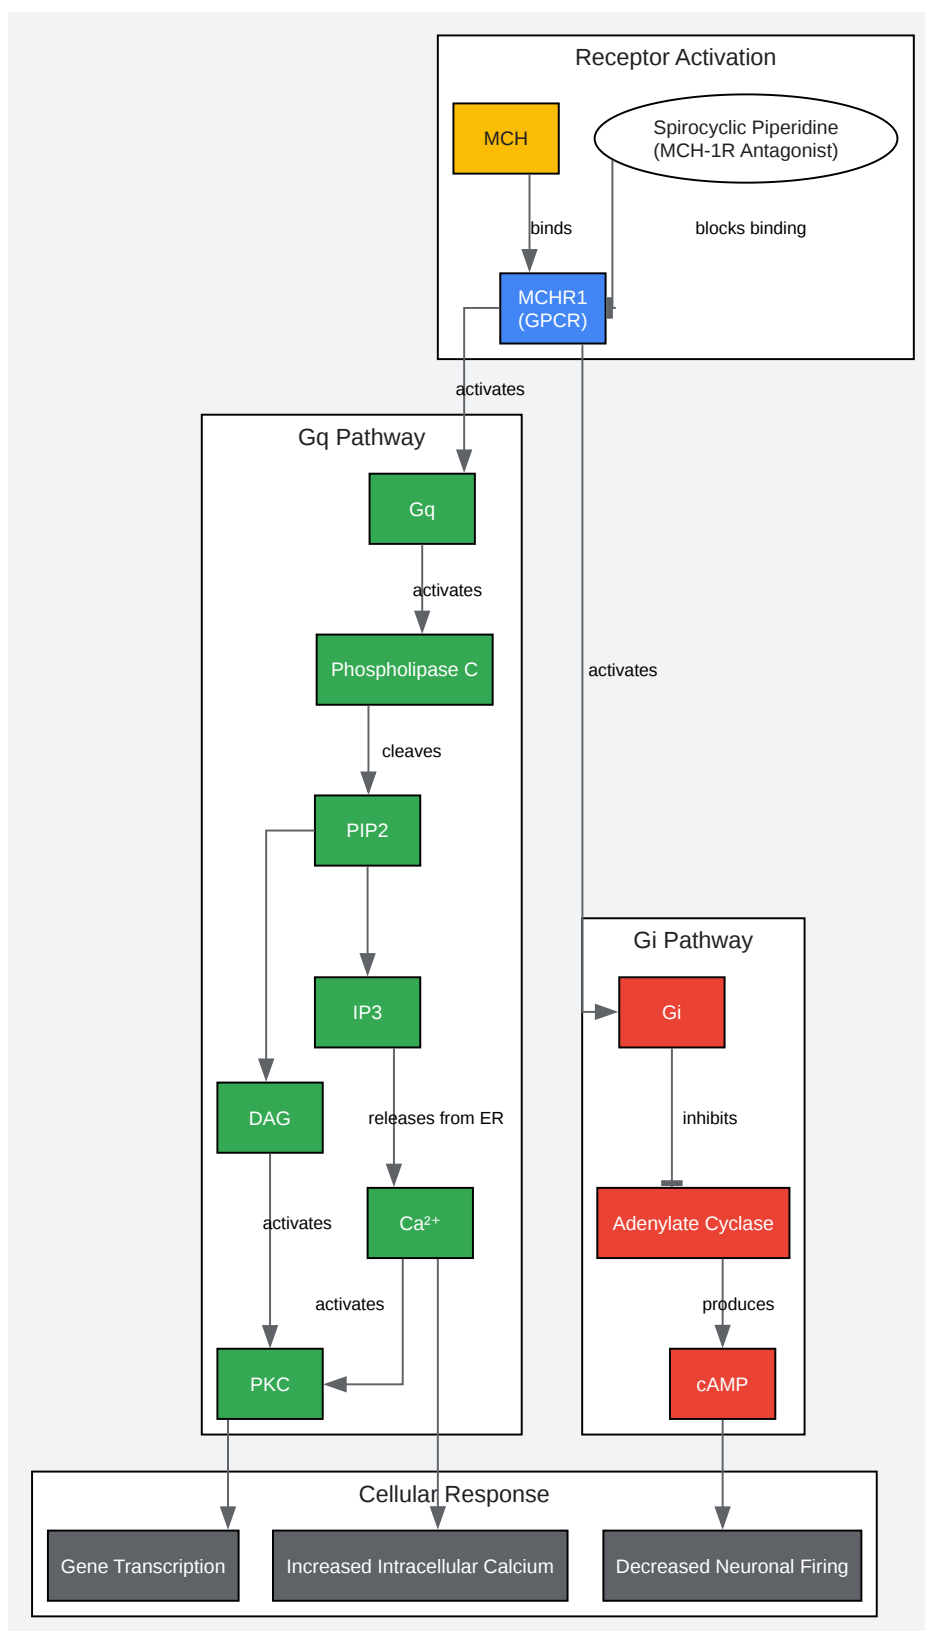 Receptor Activation
MCH
Spirocyclic Piperidine
(MCH-1R Antagonist)
binds
blocks binding
MCHR1
(GPCR)
activates
Gq Pathway
Gq
activates
Phospholipase C
activates
cleaves
PIP2
Gi Pathway
IP3
Gi
DAG
releases from ER
inhibits
activates
Ca²⁺
Adenylate Cyclase
activates
produces
PKC
cAMP
Cellular Response
Gene Transcription
Increased Intracellular Calcium
Decreased Neuronal Firing